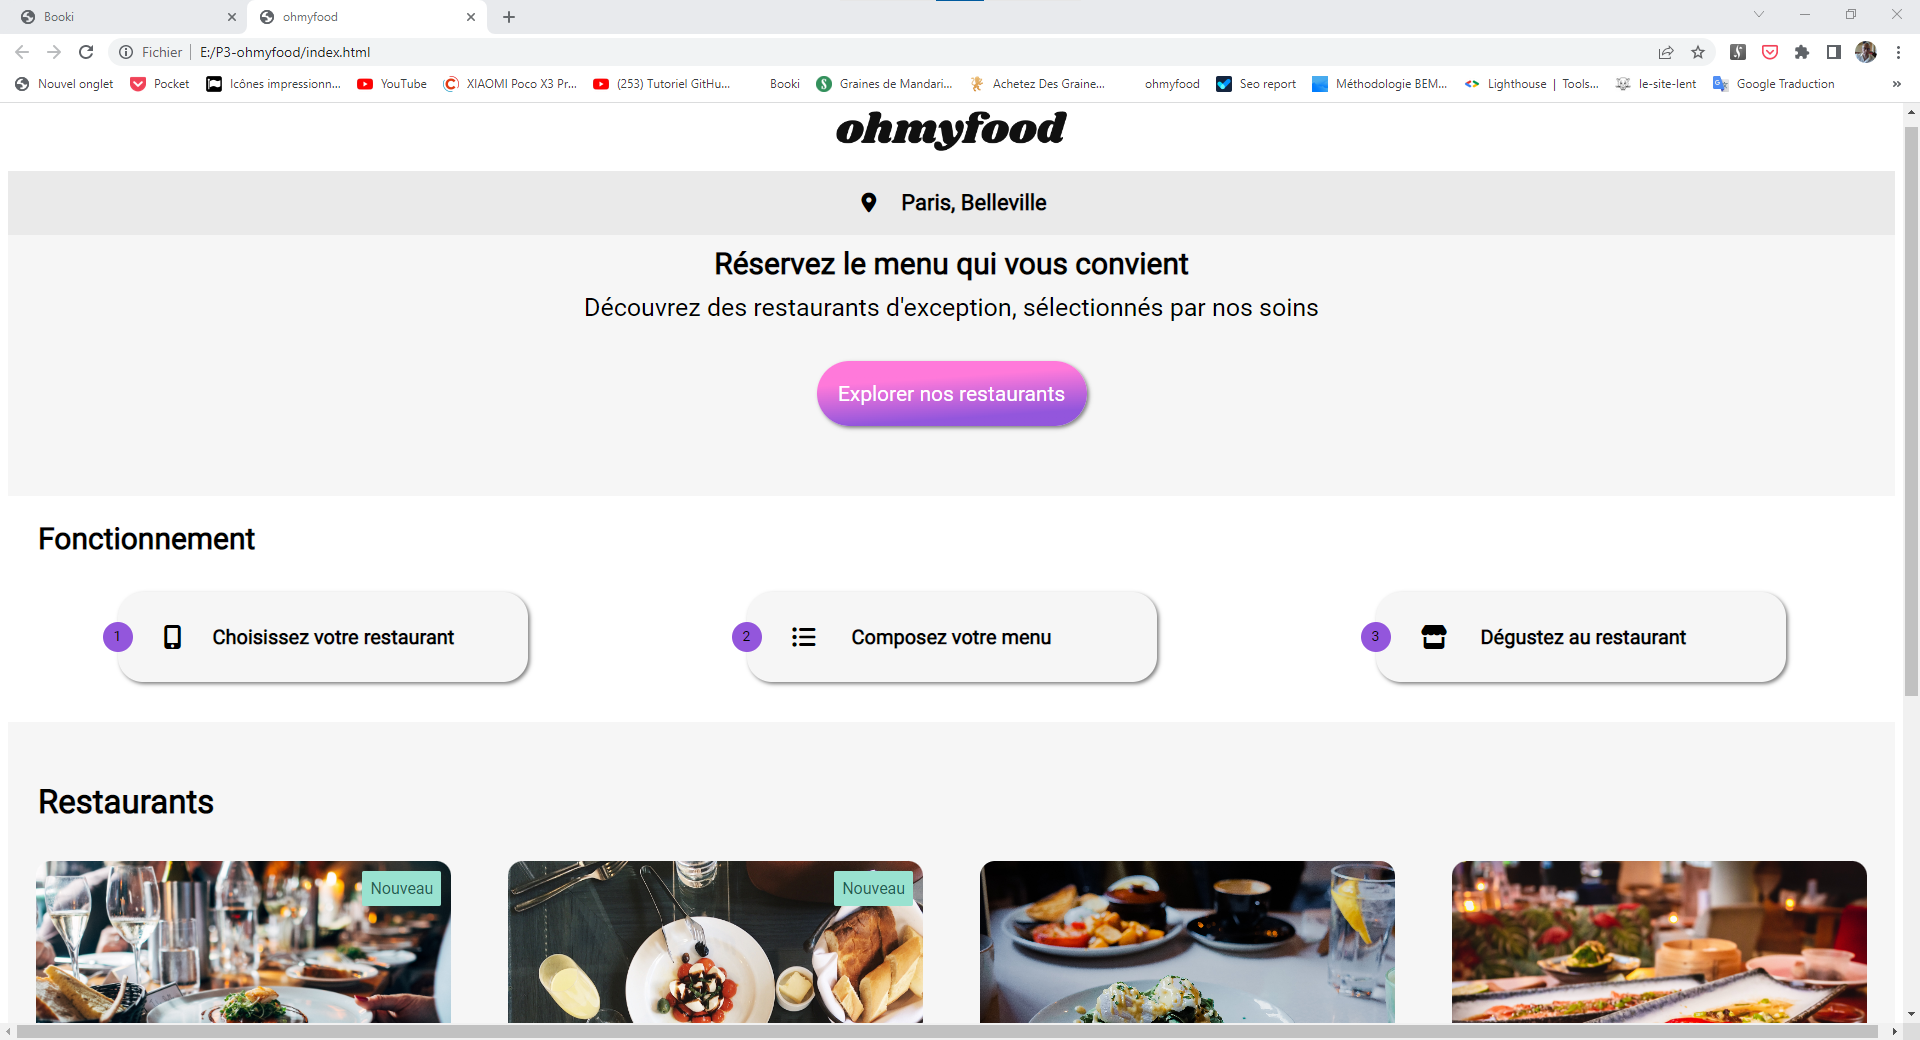 Booki
ohmyfood
Fichier
E:/P3-ohmyfood/index.html
Nouvel onglet
Pocket
Icônes impressionn...
YouTube
XIAOMI Poco X3 Pr...
(253) Tutoriel GitHu...
Booki
Graines de Mandari...
Achetez Des Graine...
ohmyfood
Seo report
Méthodologie BEM...
Lighthouse | Tools...
le-site-lent
Google Traduction
ohmyfood
Paris, Belleville
Réservez le menu qui vous convient
Découvrez des restaurants d'exception, sélectionnés par nos soins
Explorer nos restaurants
Fonctionnement
1 Choisissez votre restaurant
2 Composez votre menu
3 Dégustez au restaurant
Restaurants
Nouveau
Nouveau